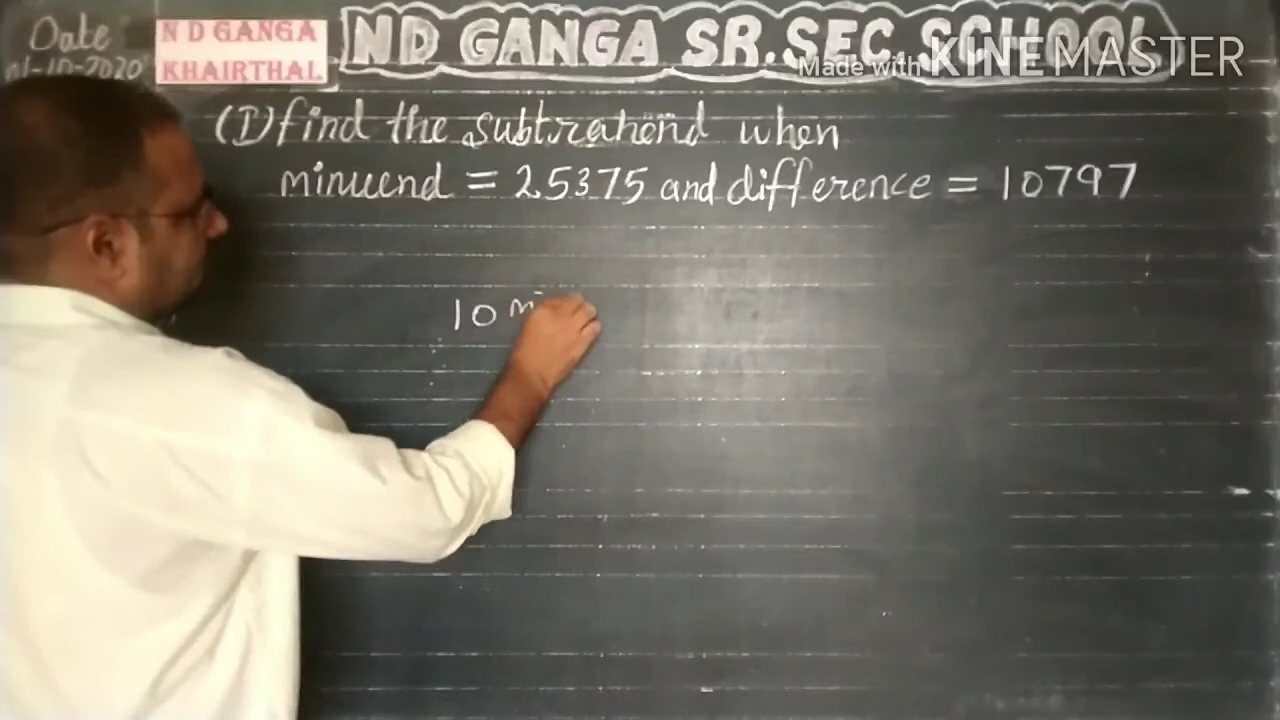 Date
01-10-2020
N D GANGA
KHAIRTHAL
ND GANGA SR.SEC.SCHOOL
Made with KINEMASTER
(I) find the subtrahend when
minuend = 25375 and difference = 10797
10 m